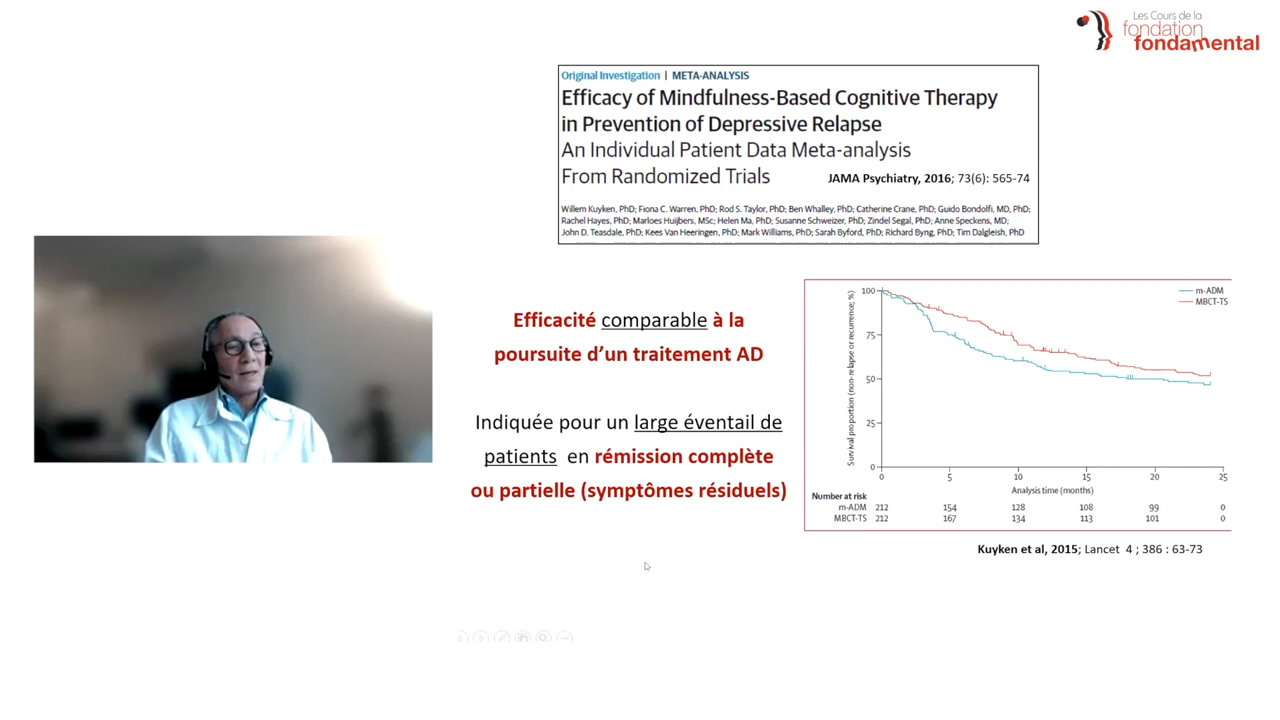 Les Cours de la
fondation
fondamental
Original Investigation | META-ANALYSIS
Efficacy of Mindfulness-Based Cognitive Therapy
in Prevention of Depressive Relapse
An Individual Patient Data Meta-analysis
From Randomized Trials
JAMA Psychiatry, 2016; 73(6): 565-74
Willem Kuyken, PhD; Fiona C. Warren, PhD; Rod S. Taylor, PhD; Ben Whalley, PhD; Catherine Crane, PhD; Guido Bondolfi, MD, PhD;
Rachel Hayes, PhD; Marloes Huijbers, MSc; Helen Ma, PhD; Susanne Schweizer, PhD; Zindel Segal, PhD; Anne Speckens, MD;
John D. Teasdale, PhD; Kees Van Heeringen, PhD; Mark Williams, PhD; Sarah Byford, PhD; Richard Byng, PhD; Tim Dalgleish, PhD
Efficacité comparable à la
poursuite d’un traitement AD
Indiquée pour un large éventail de
patients en rémission complète
ou partielle (symptômes résiduels)
m-ADM
MBCT-TS
Survival proportion (non-relapse or recurrence; %)
100
75
50
25
0
0 5 10 15 20 25
Analysis time (months)
Number at risk
m-ADM 212 154 128 108 99 0
MBCT-TS 212 167 134 113 101 0
Kuyken et al, 2015; Lancet 4 ; 386 : 63-73